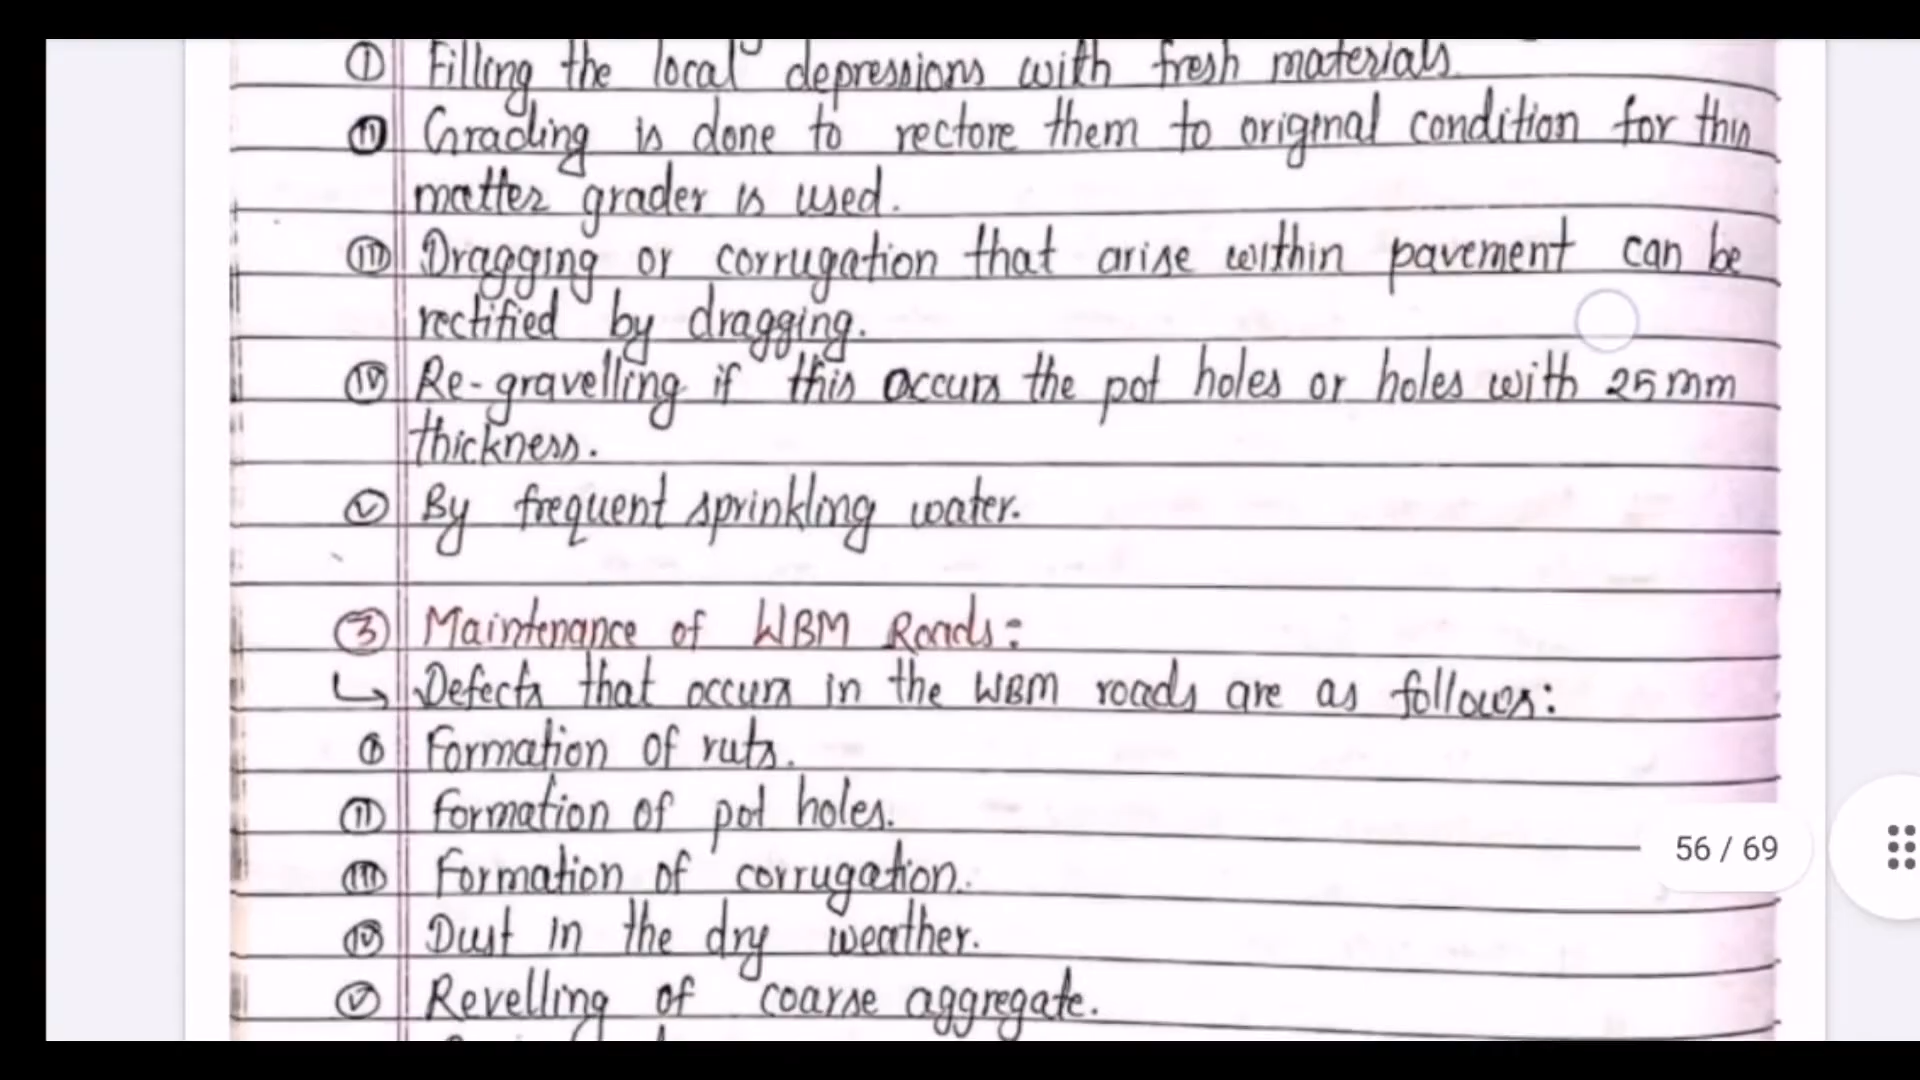 ① Filling the local depressions with fresh materials.
ⓘⓘ Grading is done to rectore them to original condition for this
matter grader is used.
ⓘⓘⓘ Dragging or corrugation that arise within pavement can be
rectified by dragging.
ⓘⓥ Re-gravelling if this occurs the pot holes or holes with 25mm
thickness.
ⓥ By frequent sprinkling water.
③ Maintenance of WBM Roads:
↳ Defects that occurs in the WBM roads are as follows:
ⓘ Formation of ruts.
ⓘⓘ Formation of pot holes.
56 / 69
ⓘⓘⓘ Formation of corrugation.
ⓘⓥ Dust in the dry weather.
ⓥ Revelling of coarse aggregate.